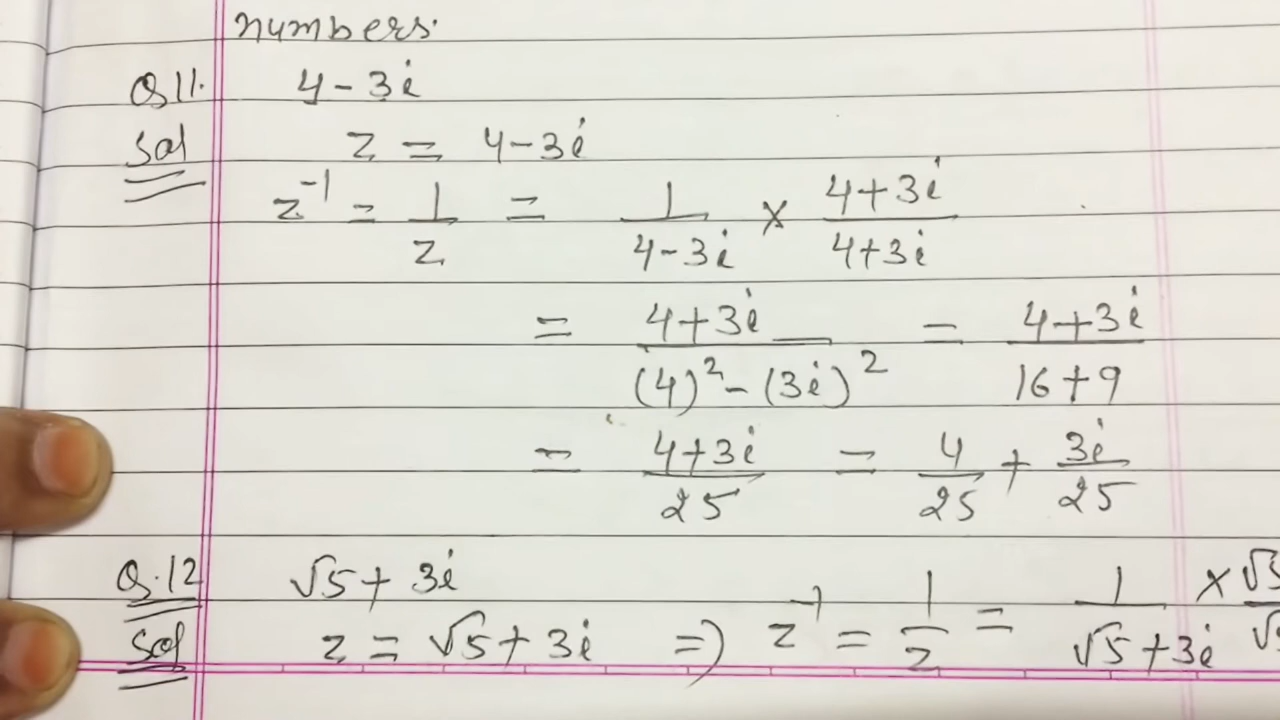 numbers.
Q11. 4-3i
Sol z = 4-3i
z⁻¹ = 1/z = 1/(4-3i) × (4+3i)/(4+3i)
= (4+3i)/((4)²-(3i)²) = (4+3i)/(16+9)
= (4+3i)/25 = 4/25 + 3i/25
Q.12 √5+3i
Sol z = √5+3i ⇒ z⁻¹ = 1/z = 1/(√5+3i) ×